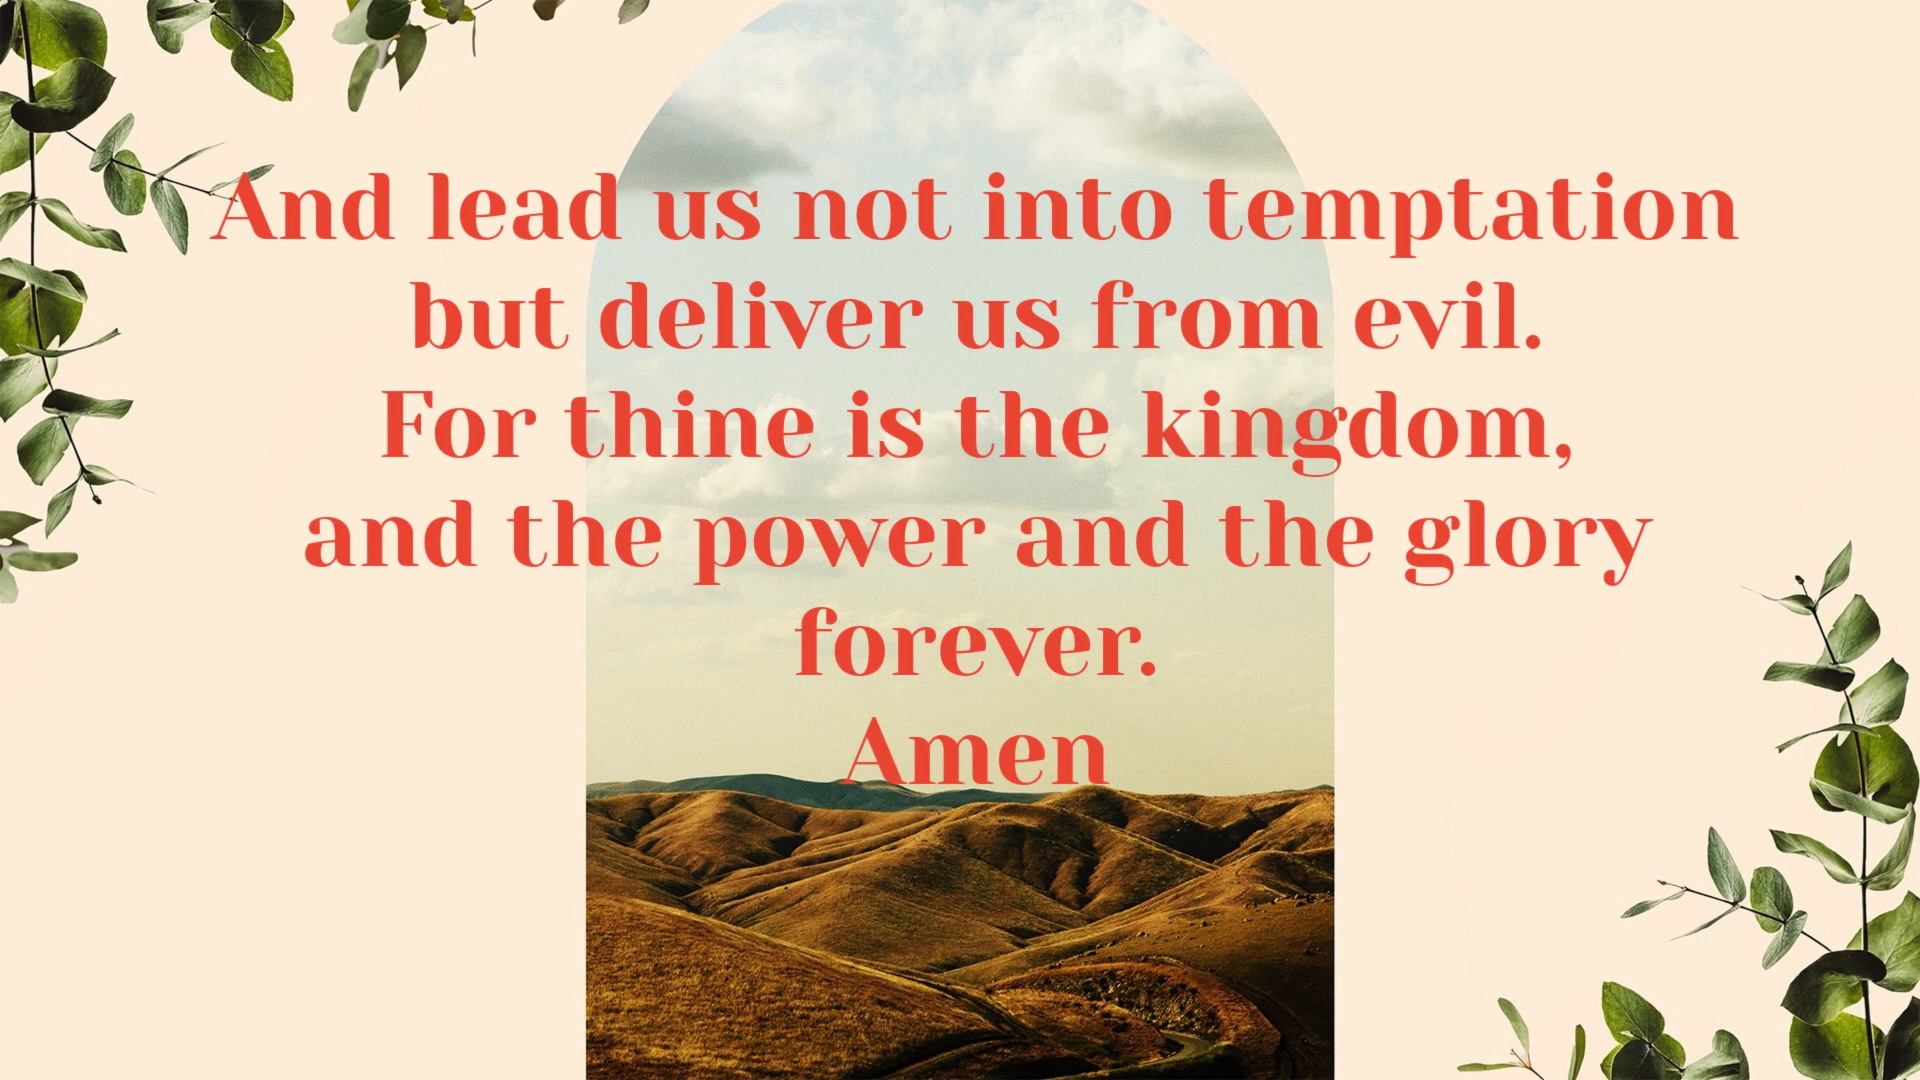 And lead us not into temptation
but deliver us from evil.
For thine is the kingdom,
and the power and the glory
forever.
Amen